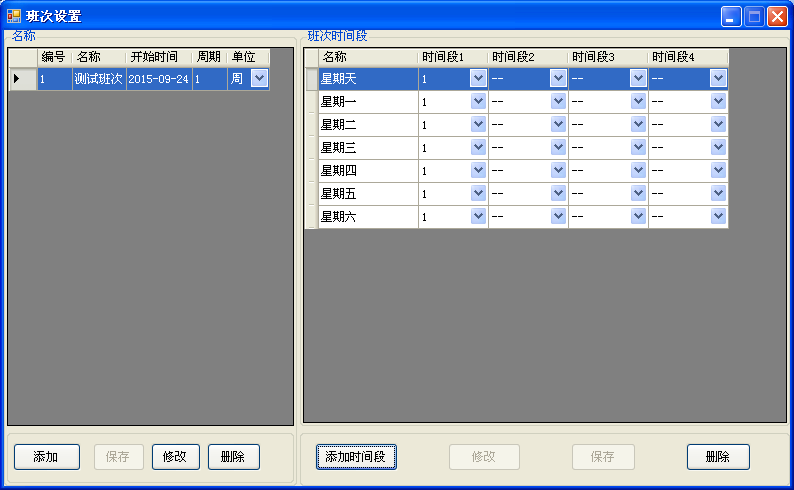 班次设置
名称
编号 名称 开始时间 周期 单位
1 测试班次 2015-09-24 1 周
添加 保存 修改 删除
班次时间段
名称 时间段1 时间段2 时间段3 时间段4
星期天 1 -- -- --
星期一 1 -- -- --
星期二 1 -- -- --
星期三 1 -- -- --
星期四 1 -- -- --
星期五 1 -- -- --
星期六 1 -- -- --
添加时间段 修改 保存 删除